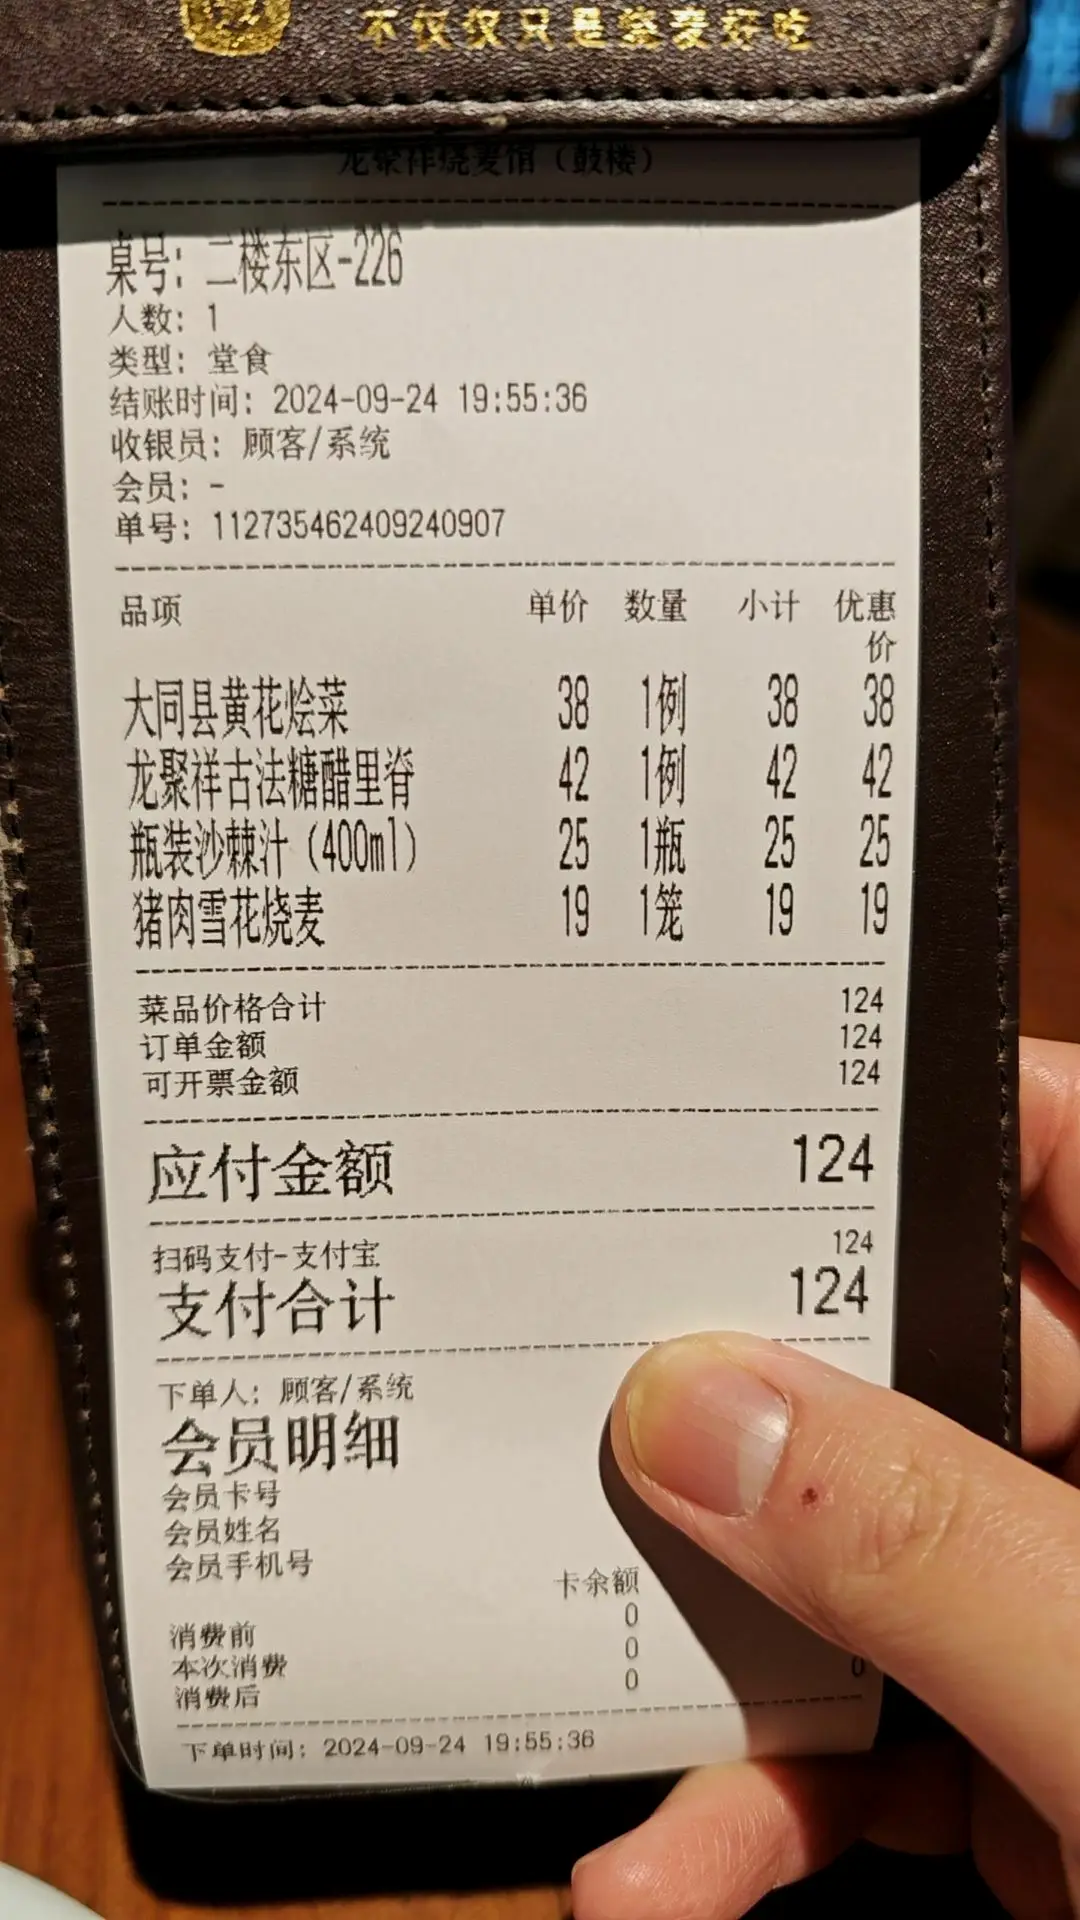 不仅仅只是烧麦好吃
龙聚祥烧麦馆（鼓楼）
桌号：二楼东区-226
人数：1
类型：堂食
结账时间：2024-09-24 19:55:36
收银员：顾客/系统
会员：-
单号：112735462409240907
品项 单价 数量 小计 优惠
价
大同县黄花烩菜 38 1例 38 38
龙聚祥古法糖醋里脊 42 1例 42 42
瓶装沙棘汁（400ml） 25 1瓶 25 25
猪肉雪花烧麦 19 1笼 19 19
菜品价格合计 124
订单金额 124
可开票金额 124
应付金额 124
扫码支付-支付宝 124
支付合计 124
下单人：顾客/系统
会员明细
会员卡号
会员姓名
会员手机号
卡余额
消费前 0
本次消费 0 0
消费后 0
下单时间：2024-09-24 19:55:36